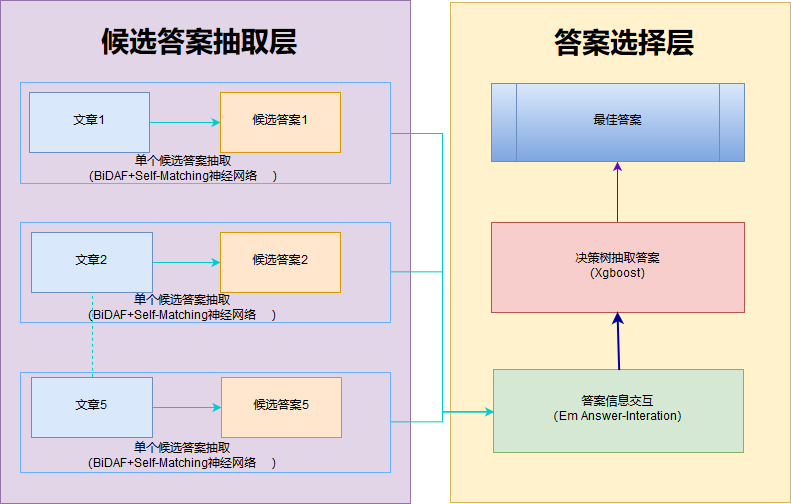 候选答案抽取层
文章1
候选答案1
单个候选答案抽取
(BiDAF+Self-Matching神经网络 )
文章2
候选答案2
单个候选答案抽取
(BiDAF+Self-Matching神经网络 )
文章5
候选答案5
单个候选答案抽取
(BiDAF+Self-Matching神经网络 )
答案选择层
最佳答案
决策树抽取答案
(Xgboost)
答案信息交互
(Em Answer-Interation)